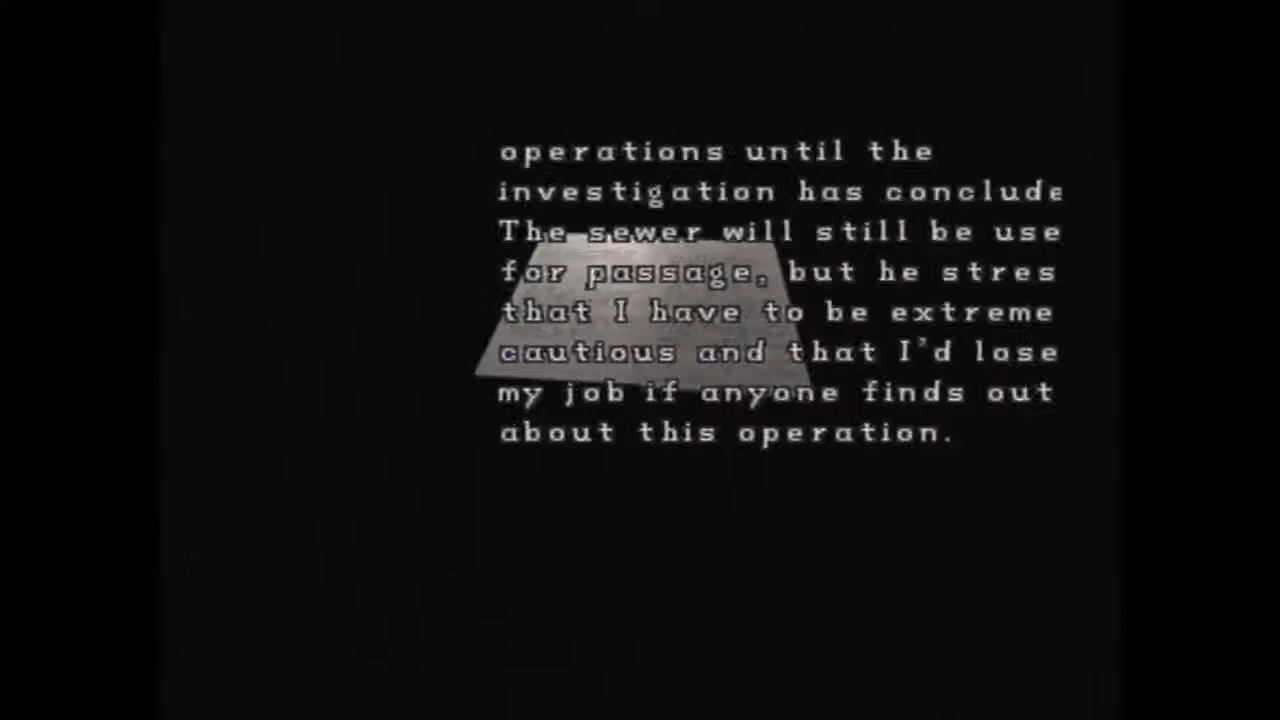 operations until the
investigation has conclude
The sewer will still be use
for passage, but he stres
that I have to be extreme
cautious and that I'd lose
my job if anyone finds out
about this operation.